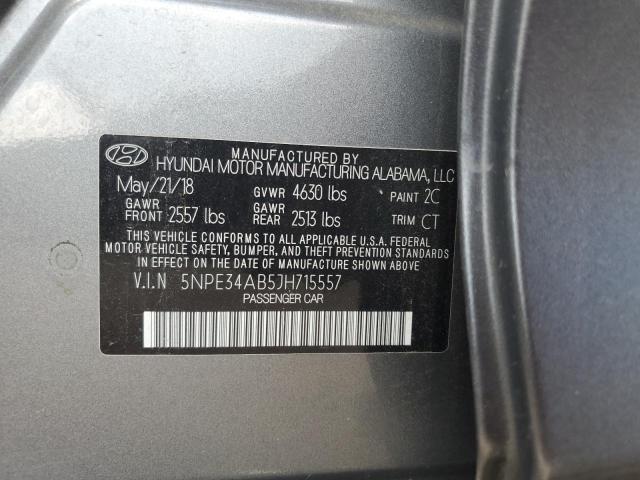 MANUFACTURED BY
HYUNDAI MOTOR MANUFACTURING ALABAMA, LLC
May/21/18 GVWR 4630 lbs PAINT 2C
GAWR FRONT 2557 lbs GAWR REAR 2513 lbs TRIM CT
THIS VEHICLE CONFORMS TO ALL APPLICABLE U.S.A. FEDERAL
MOTOR VEHICLE SAFETY, BUMPER, AND THEFT PREVENTION STANDARDS
IN EFFECT ON THE DATE OF MANUFACTURE SHOWN ABOVE.
V.I.N 5NPE34AB5JH715557
PASSENGER CAR